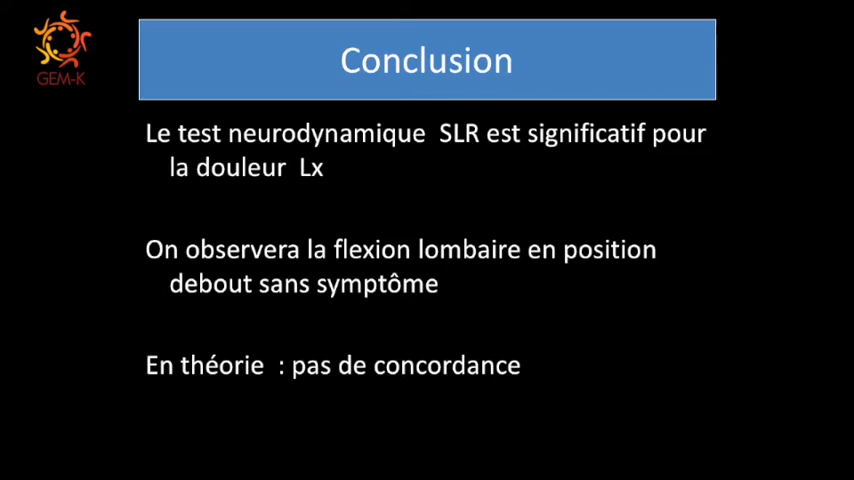 GEM-K
Conclusion
Le test neurodynamique SLR est significatif pour
la douleur Lx
On observera la flexion lombaire en position
debout sans symptôme
En théorie : pas de concordance